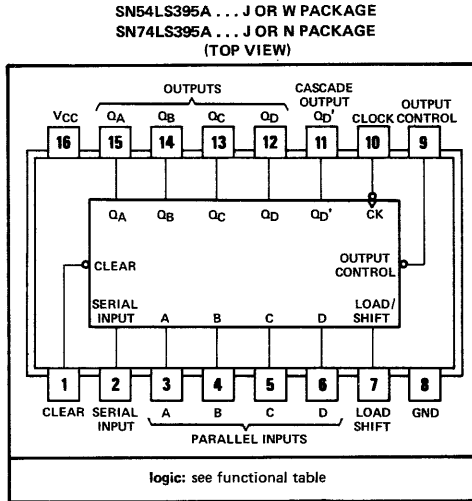 SN54LS395A . . . J OR W PACKAGE
SN74LS395A . . . J OR N PACKAGE
(TOP VIEW)
OUTPUTS
CASCADE OUTPUT
OUTPUT CONTROL
VCC QA QB QC QD QD' CLOCK
16 15 14 13 12 11 10 9
QA QB QC QD QD' CK
CLEAR
OUTPUT CONTROL
SERIAL INPUT A B C D LOAD/ SHIFT
1 2 3 4 5 6 7 8
CLEAR SERIAL INPUT A B C D LOAD SHIFT GND
PARALLEL INPUTS
logic: see functional table